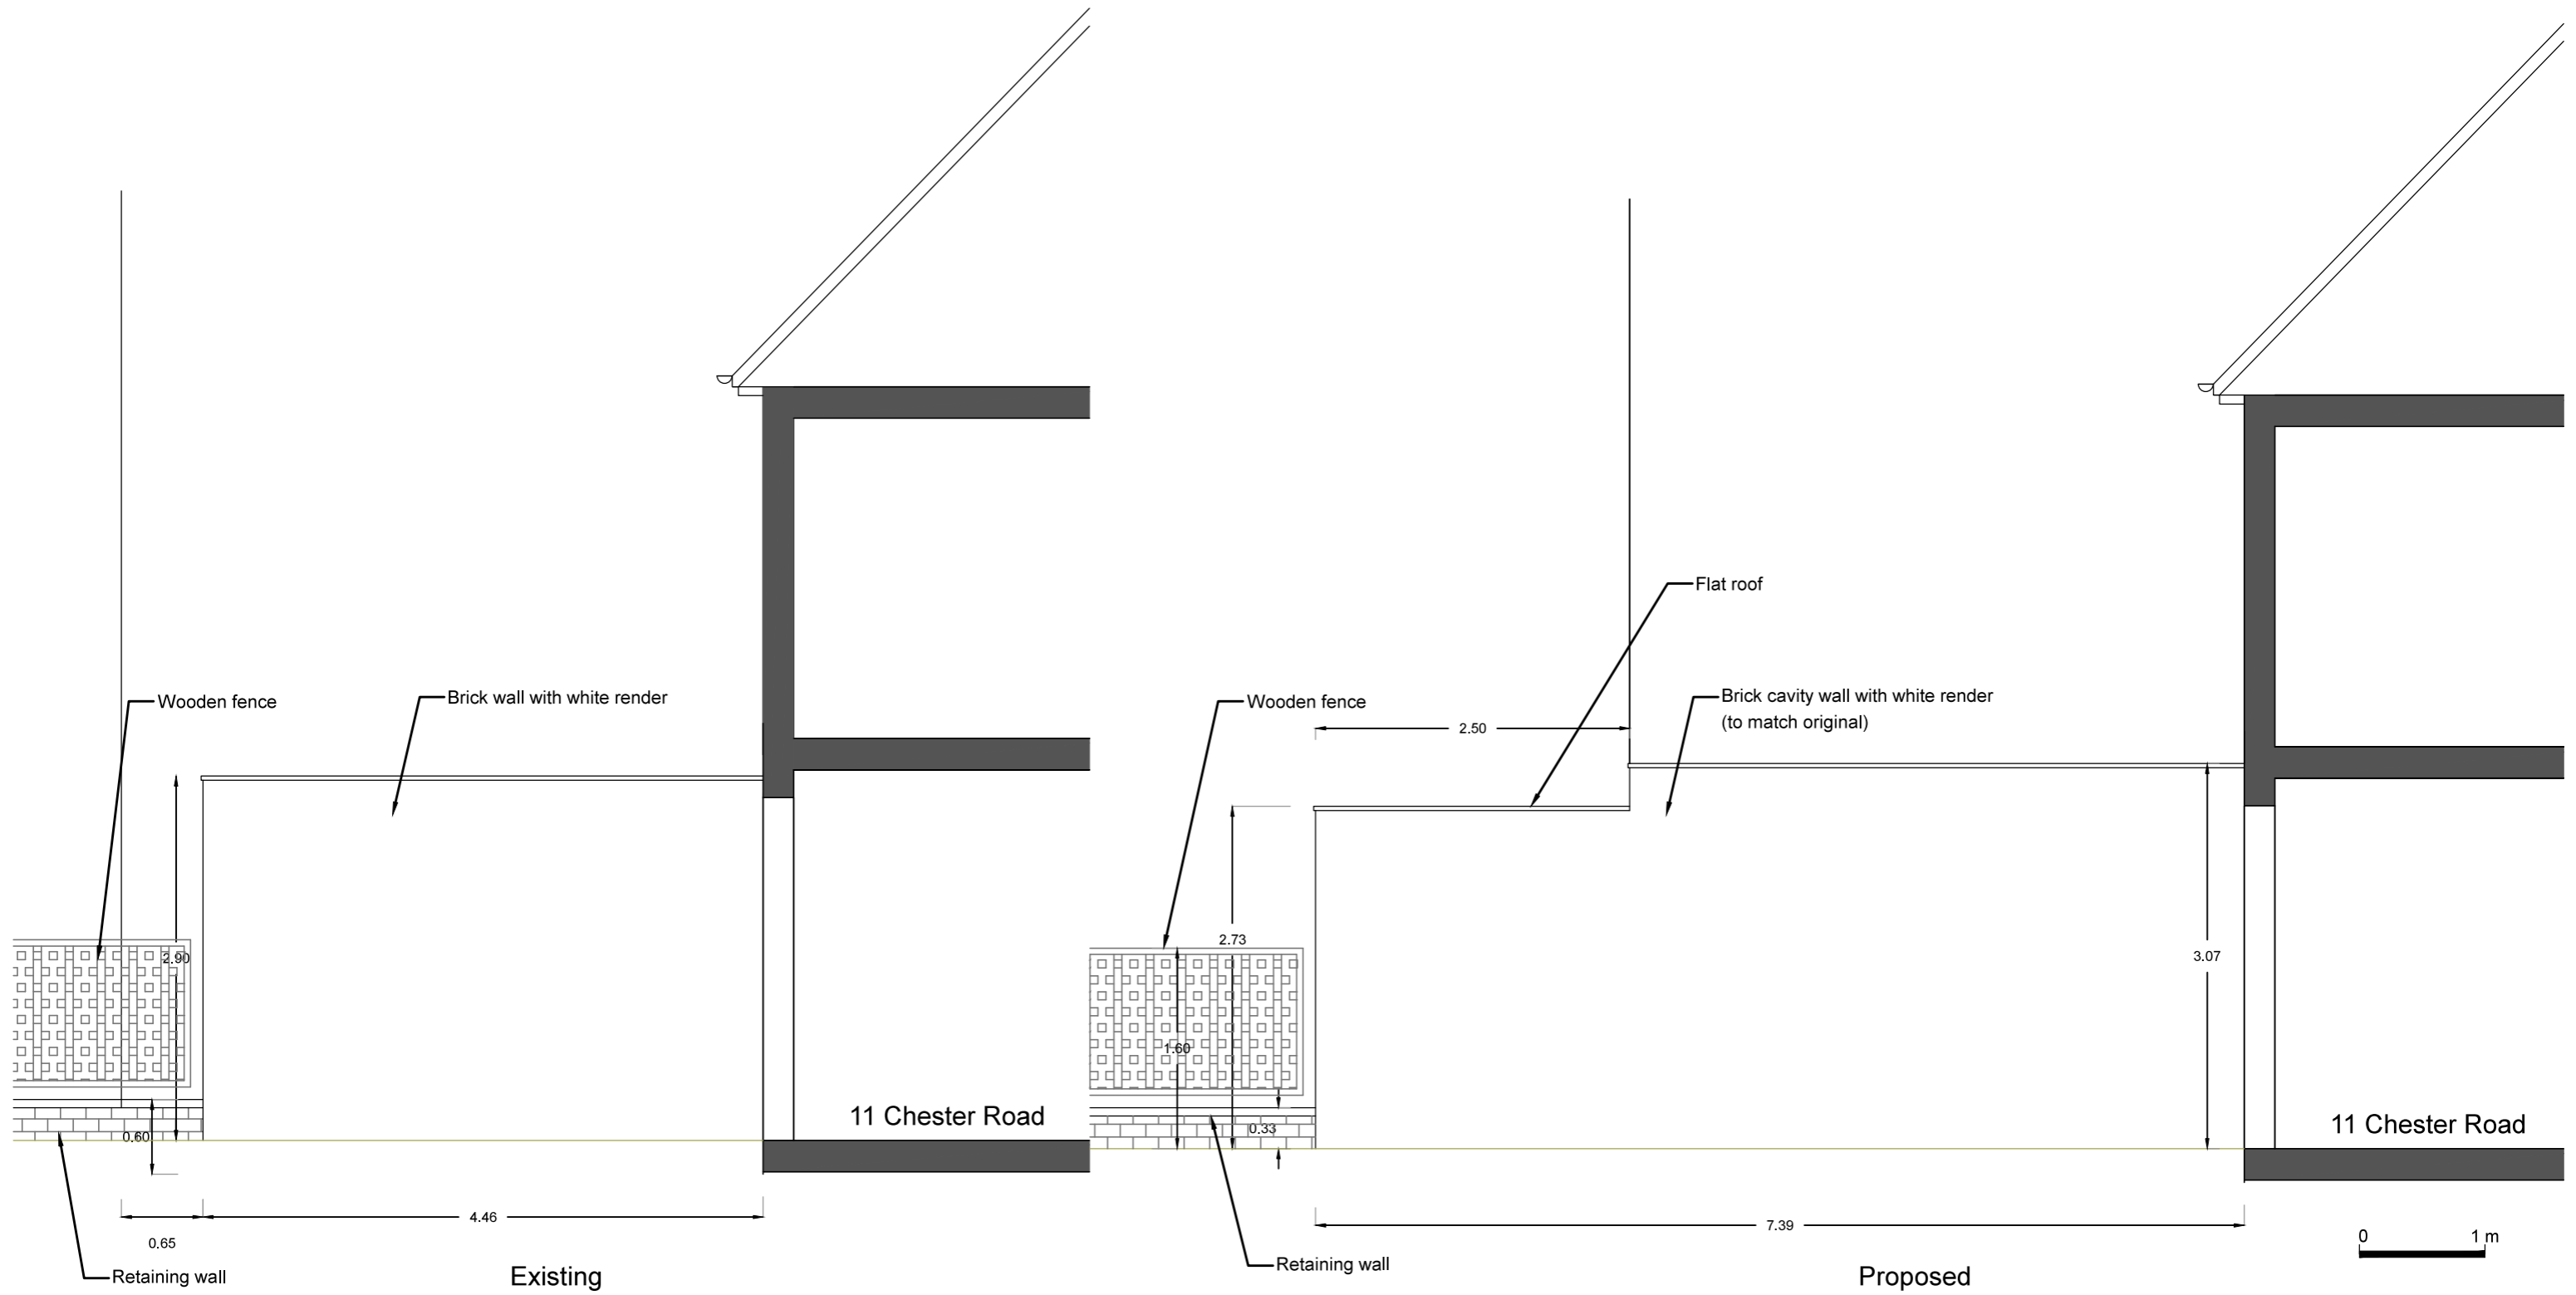 Wooden fence
Brick wall with white render
2.90
0.60
11 Chester Road
4.46
0.65
Retaining wall
Existing
Flat roof
Wooden fence
Brick cavity wall with white render
(to match original)
2.50
2.73
3.07
1.60
0.33
11 Chester Road
7.39
Retaining wall
0 1 m
Proposed